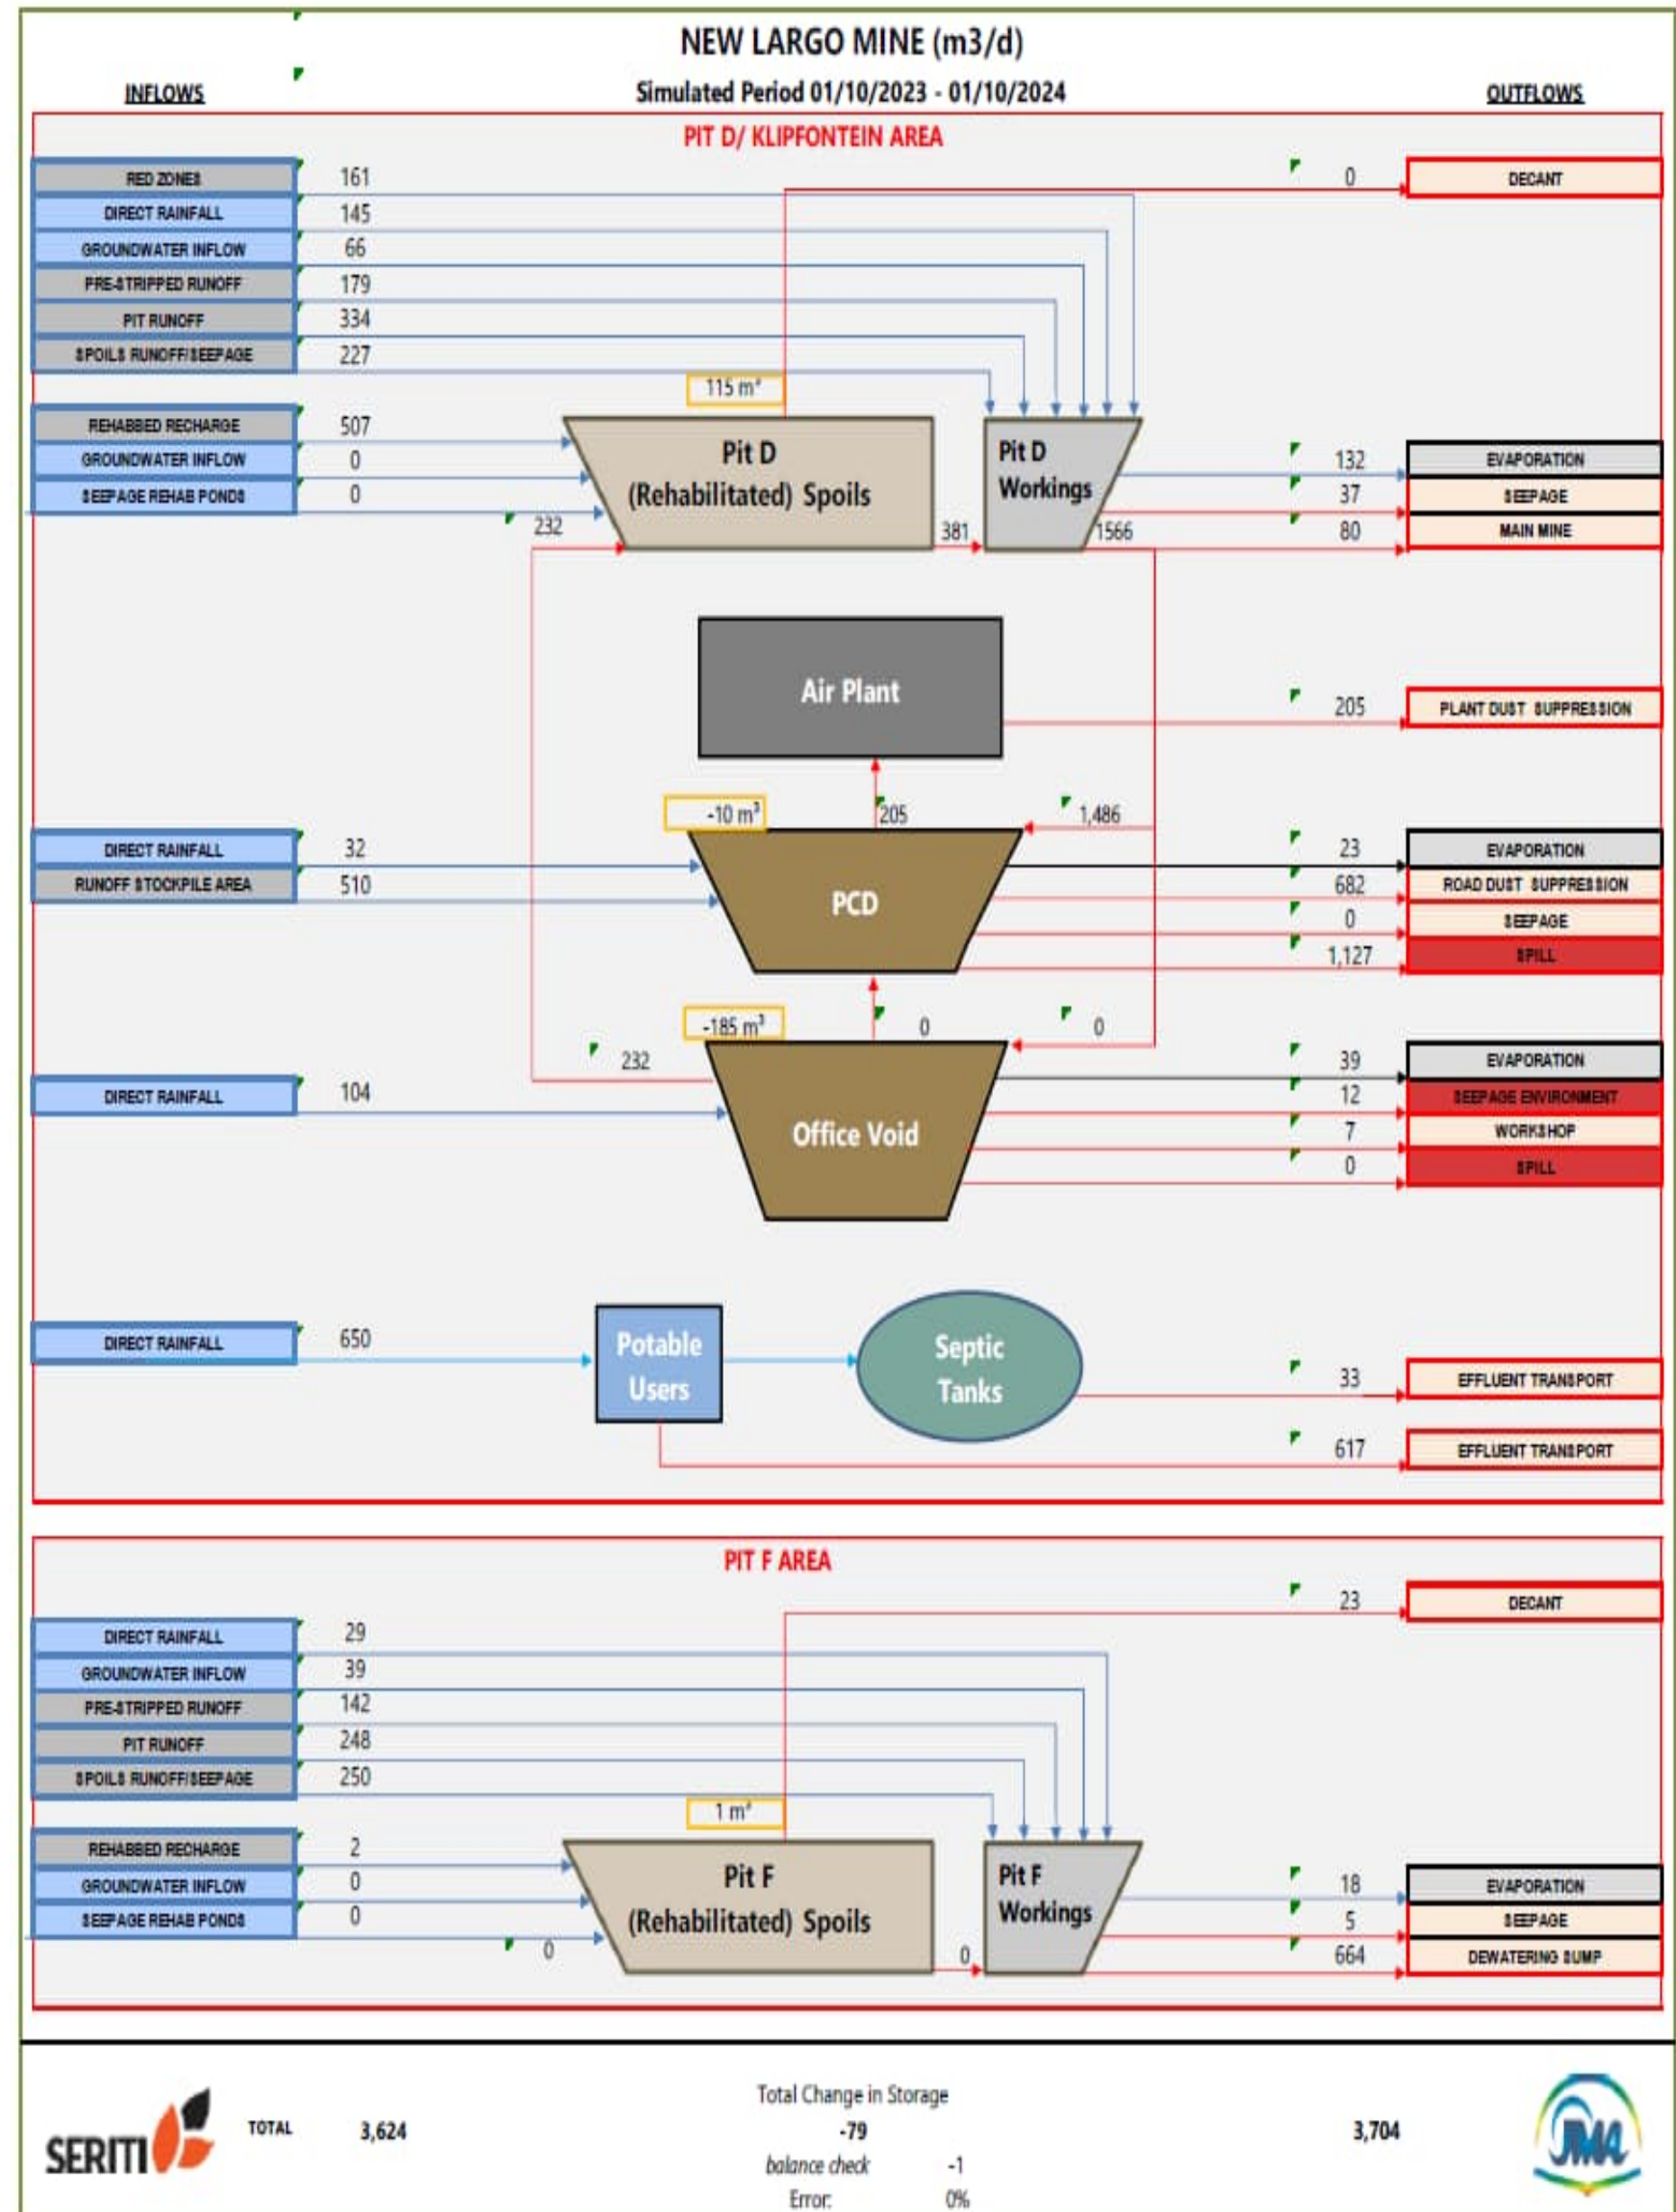 NEW LARGO MINE (m3/d)
INFLOWS
Simulated Period 01/10/2023 - 01/10/2024
OUTFLOWS
PIT D/ KLIPFONTEIN AREA
RED ZONES 161 0 DECANT
DIRECT RAINFALL 145
GROUNDWATER INFLOW 66
PRE-STRIPPED RUNOFF 179
PIT RUNOFF 334
SPOILS RUNOFF/SEEPAGE 227
115 m³
REHABBED RECHARGE 507
GROUNDWATER INFLOW 0
SEEPAGE REHAB PONDS 0
Pit D
(Rehabilitated) Spoils
Pit D
Workings
132 EVAPORATION
37 SEEPAGE
80 MAIN MINE
232
381
1566
Air Plant
205 PLANT DUST SUPPRESSION
-10 m³
205
1,486
DIRECT RAINFALL 32
RUNOFF STOCKPILE AREA 510
PCD
23 EVAPORATION
682 ROAD DUST SUPPRESSION
0 SEEPAGE
1,127 SPILL
-185 m³
0
0
232
DIRECT RAINFALL 104
Office Void
39 EVAPORATION
12 SEEPAGE ENVIRONMENT
7 WORKSHOP
0 SPILL
DIRECT RAINFALL 650
Potable
Users
Septic
Tanks
33 EFFLUENT TRANSPORT
617 EFFLUENT TRANSPORT
PIT F AREA
23 DECANT
DIRECT RAINFALL 29
GROUNDWATER INFLOW 39
PRE-STRIPPED RUNOFF 142
PIT RUNOFF 248
SPOILS RUNOFF/SEEPAGE 250
1 m³
REHABBED RECHARGE 2
GROUNDWATER INFLOW 0
SEEPAGE REHAB PONDS 0
Pit F
(Rehabilitated) Spoils
Pit F
Workings
18 EVAPORATION
5 SEEPAGE
664 DEWATERING SUMP
0
0
Total Change in Storage
SERITI
TOTAL 3,624 -79 3,704
JMA
balance check -1
Error: 0%